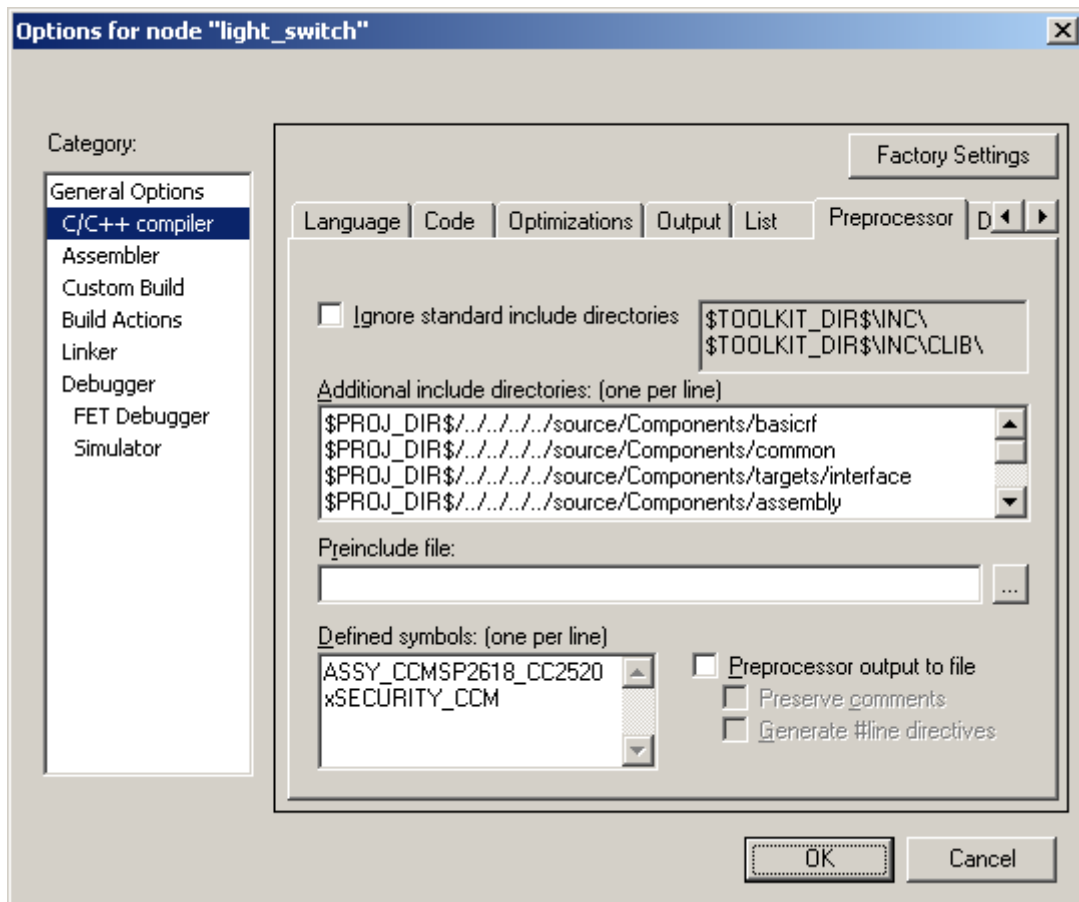 Options for node "light_switch"
Category:
General Options
C/C++ compiler
Assembler
Custom Build
Build Actions
Linker
Debugger
FET Debugger
Simulator
Factory Settings
Language Code Optimizations Output List Preprocessor D
Ignore standard include directories
$TOOLKIT_DIR$\INC\
$TOOLKIT_DIR$\INC\CLIB\
Additional include directories: (one per line)
$PROJ_DIR$/../../../../source/Components/basicrf
$PROJ_DIR$/../../../../source/Components/common
$PROJ_DIR$/../../../../source/Components/targets/interface
$PROJ_DIR$/../../../../source/Components/assembly
Preinclude file:
...
Defined symbols: (one per line)
ASSY_CCMSP2618_CC2520
xSECURITY_CCM
Preprocessor output to file
Preserve comments
Generate #line directives
OK Cancel